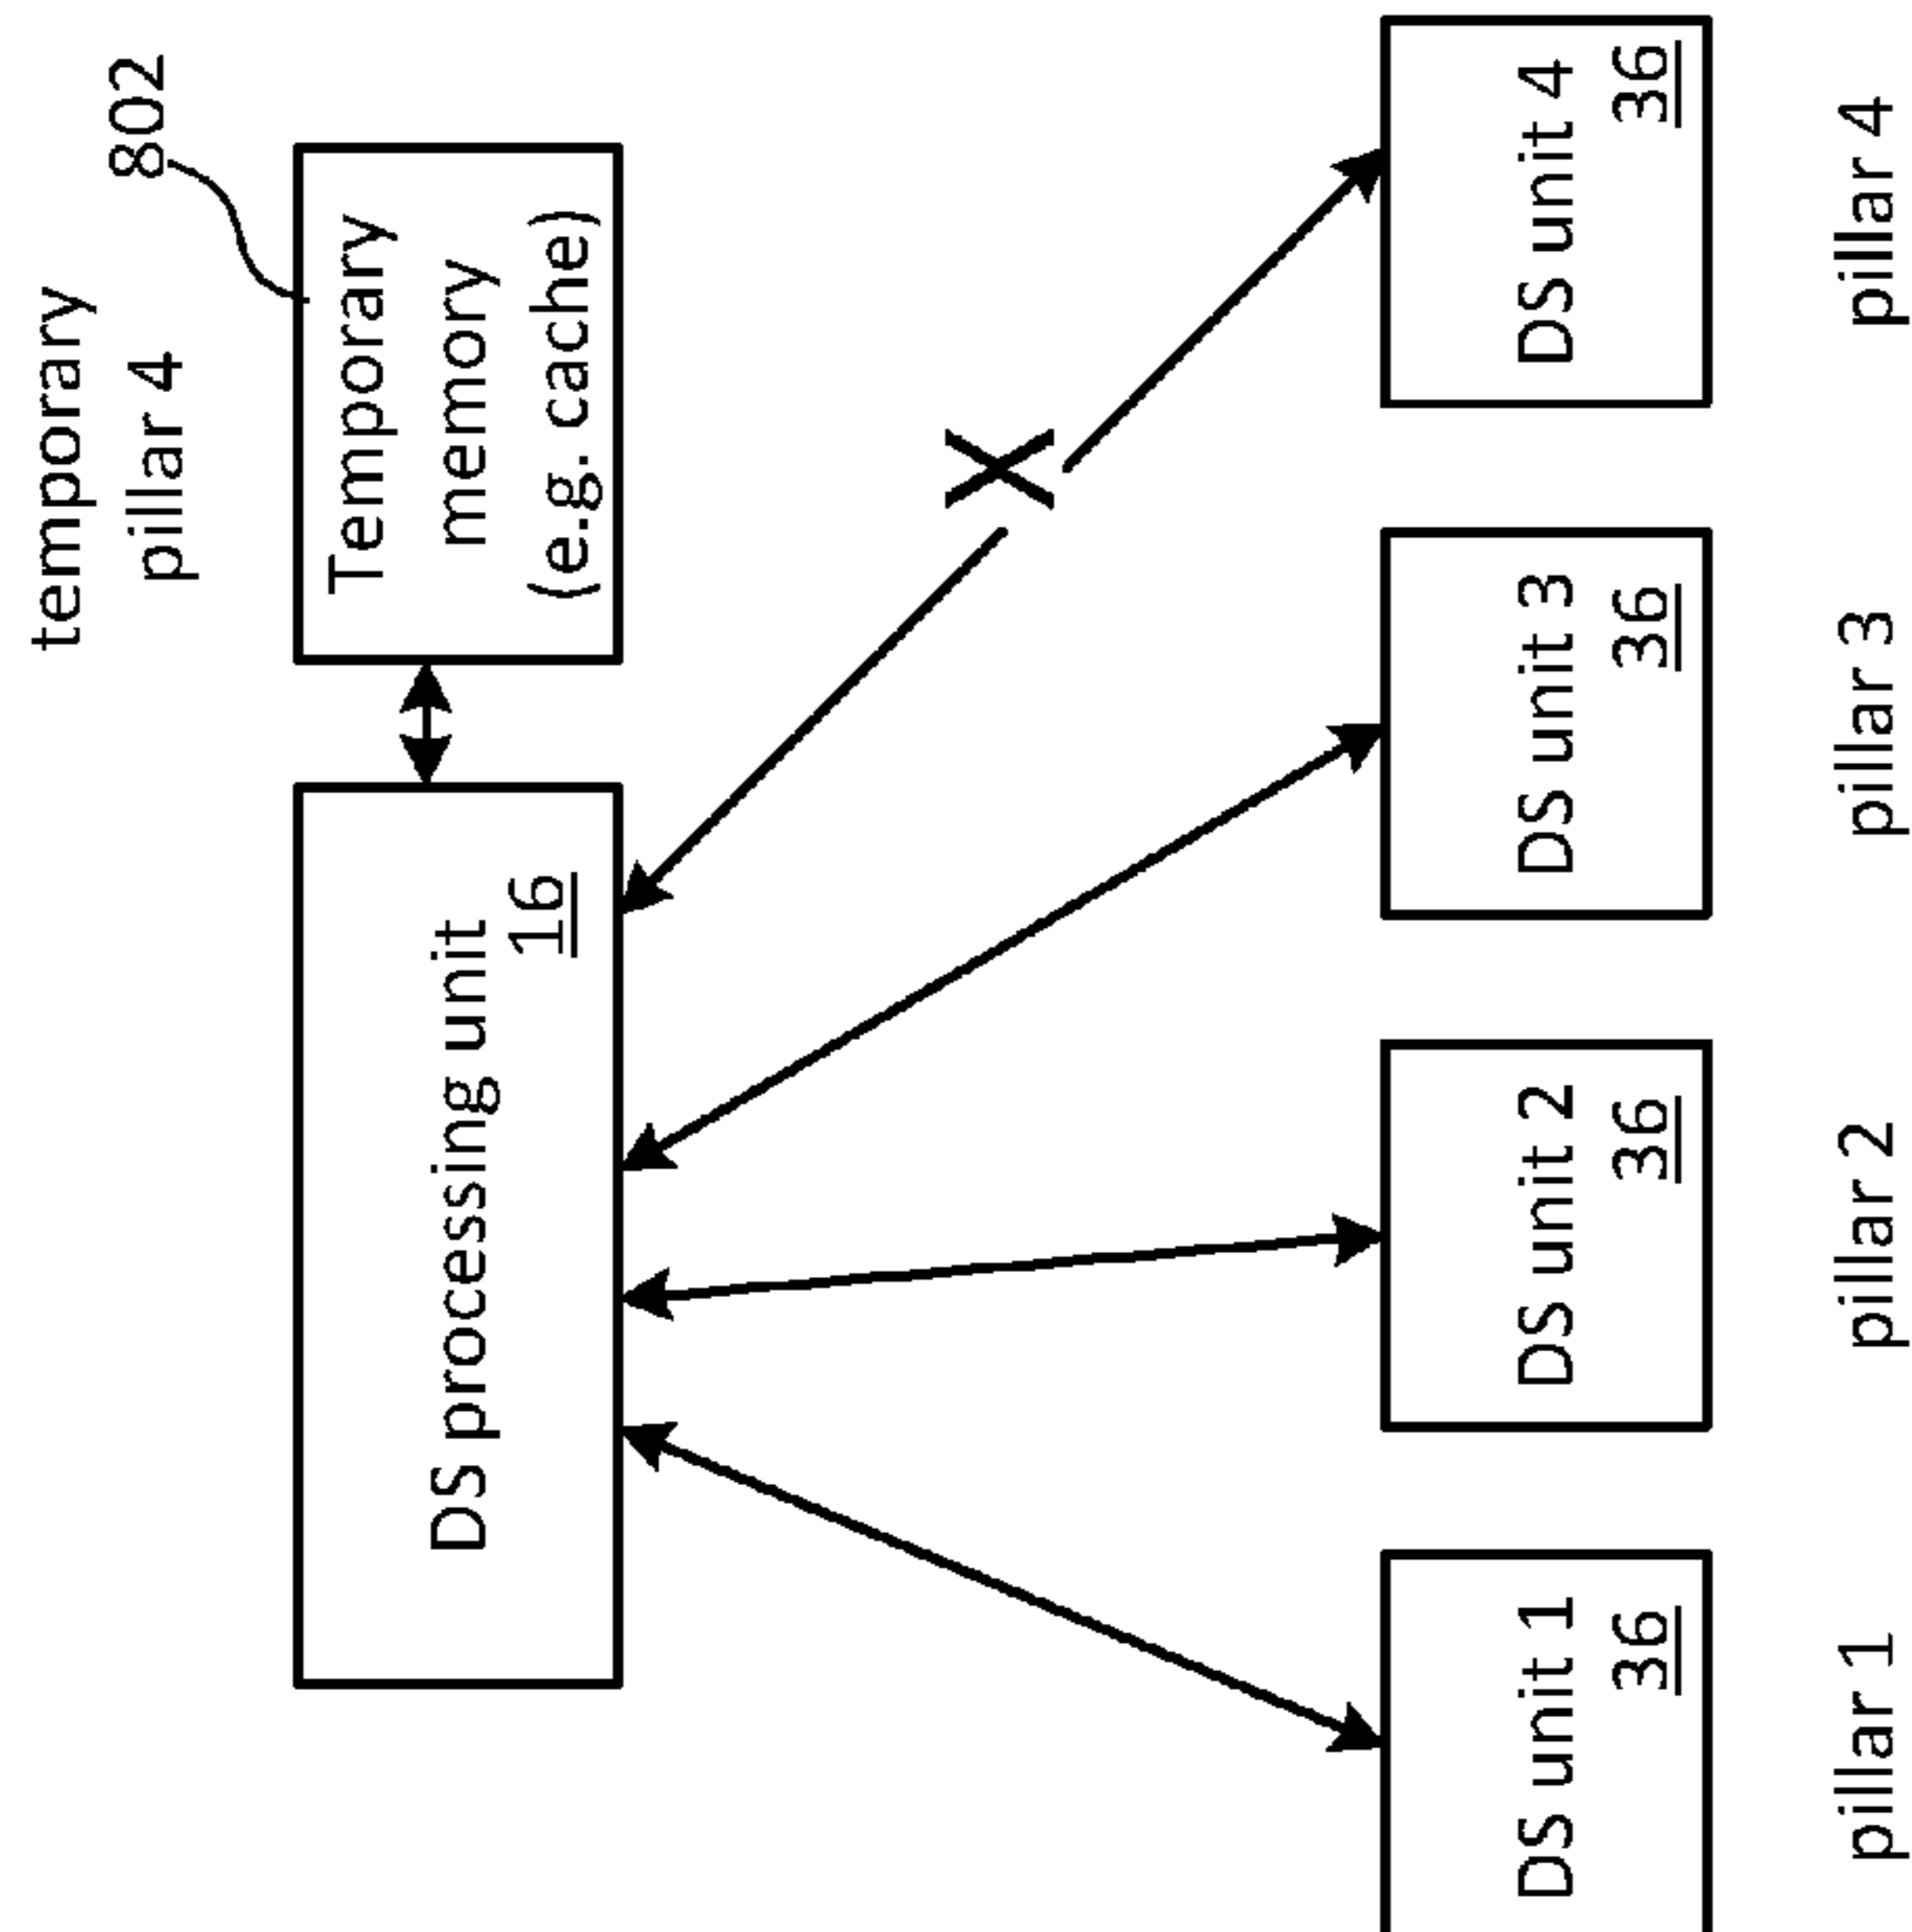 temporary
pillar 4
802
DS processing unit
16
Temporary
memory
(e.g. cache)
X
DS unit 1
36
DS unit 2
36
DS unit 3
36
DS unit 4
36
pillar 1
pillar 2
pillar 3
pillar 4